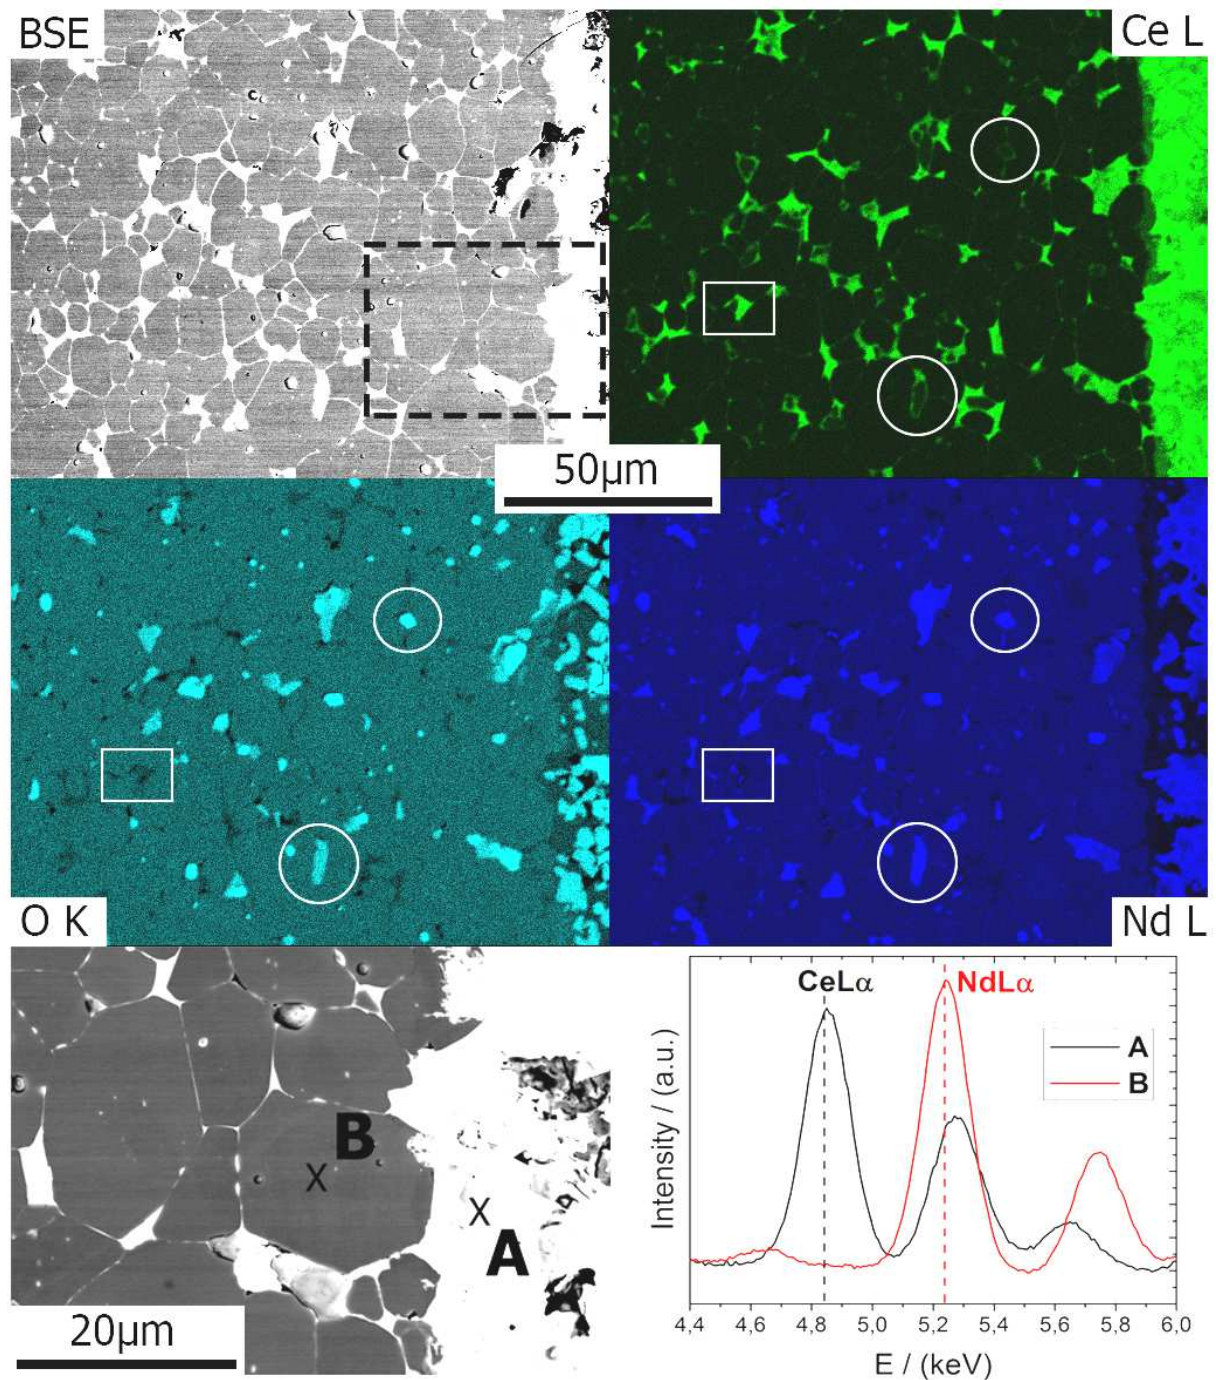 BSE
Ce L
50μm
O K
Nd L
B
X
X
A
20μm
CeLα
NdLα
A
B
Intensity / (a.u.)
4,4 4,6 4,8 5,0 5,2 5,4 5,6 5,8 6,0
E / (keV)